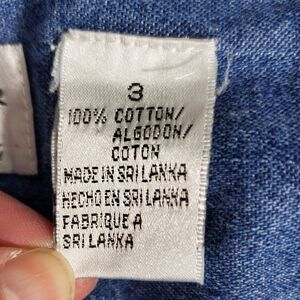 3
100% COTTON/
ALGODON/
COTON
MADE IN SRI LANKA
HECHO EN SRI LANKA
FABRIQUE A
SRI LANKA